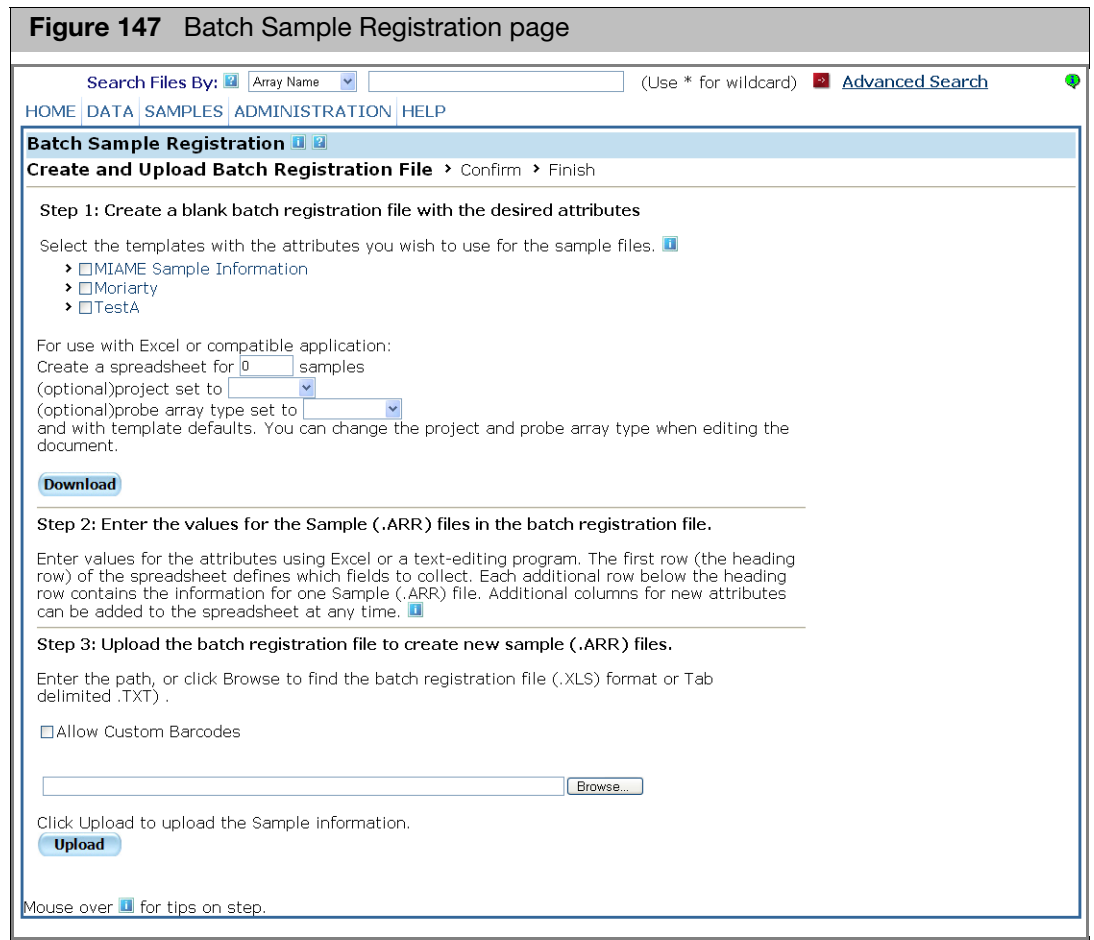 Figure 147 Batch Sample Registration page
Search Files By: Array Name (Use * for wildcard) Advanced Search
HOME DATA SAMPLES ADMINISTRATION HELP
Batch Sample Registration
Create and Upload Batch Registration File > Confirm > Finish
Step 1: Create a blank batch registration file with the desired attributes
Select the templates with the attributes you wish to use for the sample files.
MIAME Sample Information
Moriarty
TestA
For use with Excel or compatible application:
Create a spreadsheet for 0 samples
(optional)project set to
(optional)probe array type set to
and with template defaults. You can change the project and probe array type when editing the
document.
Download
Step 2: Enter the values for the Sample (.ARR) files in the batch registration file.
Enter values for the attributes using Excel or a text-editing program. The first row (the heading
row) of the spreadsheet defines which fields to collect. Each additional row below the heading
row contains the information for one Sample (.ARR) file. Additional columns for new attributes
can be added to the spreadsheet at any time.
Step 3: Upload the batch registration file to create new sample (.ARR) files.
Enter the path, or click Browse to find the batch registration file (.XLS) format or Tab
delimited .TXT) .
Allow Custom Barcodes
Browse...
Click Upload to upload the Sample information.
Upload
Mouse over i for tips on step.